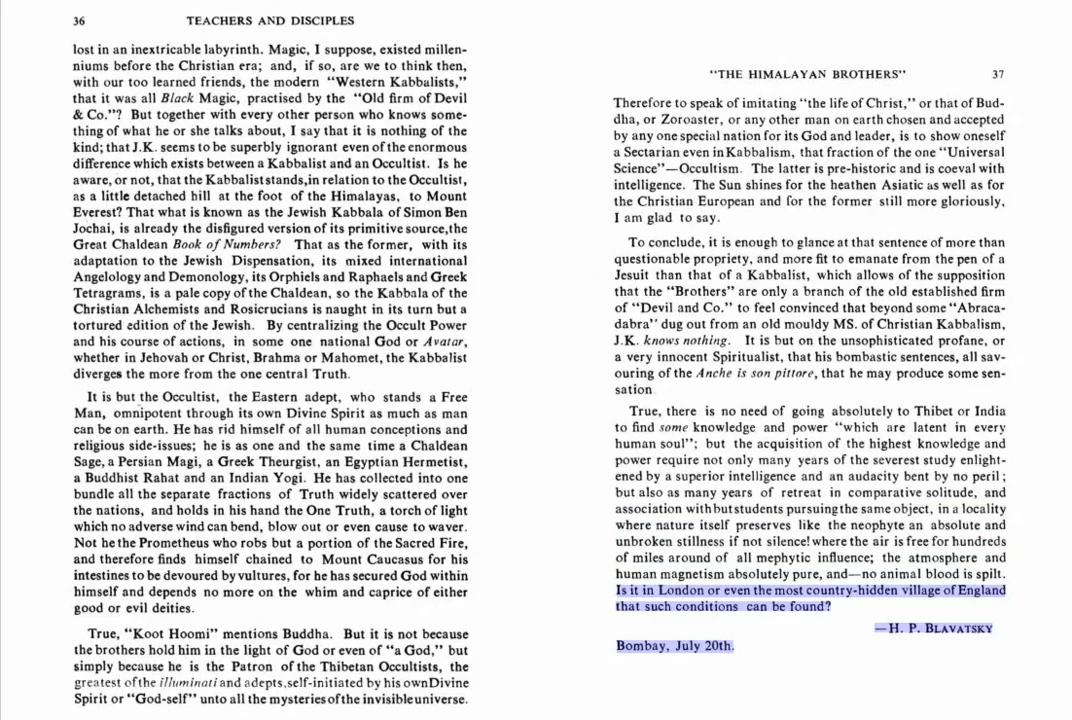 36 TEACHERS AND DISCIPLES
lost in an inextricable labyrinth. Magic, I suppose, existed millen-
niums before the Christian era; and, if so, are we to think then,
with our too learned friends, the modern "Western Kabbalists,"
that it was all Black Magic, practised by the "Old firm of Devil
& Co."? But together with every other person who knows some-
thing of what he or she talks about, I say that it is nothing of the
kind; that J.K. seems to be superbly ignorant even of the enormous
difference which exists between a Kabbalist and an Occultist. Is he
aware, or not, that the Kabbalist stands, in relation to the Occultist,
as a little detached hill at the foot of the Himalayas, to Mount
Everest? That what is known as the Jewish Kabbala of Simon Ben
Jochai, is already the disfigured version of its primitive source, the
Great Chaldean Book of Numbers? That as the former, with its
adaptation to the Jewish Dispensation, its mixed international
Angelology and Demonology, its Orphiels and Raphaels and Greek
Tetragrams, is a pale copy of the Chaldean, so the Kabbala of the
Christian Alchemists and Rosicrucians is naught in its turn but a
tortured edition of the Jewish. By centralizing the Occult Power
and his course of actions, in some one national God or Avatar,
whether in Jehovah or Christ, Brahma or Mahomet, the Kabbalist
diverges the more from the one central Truth.
It is but the Occultist, the Eastern adept, who stands a Free
Man, omnipotent through its own Divine Spirit as much as man
can be on earth. He has rid himself of all human conceptions and
religious side-issues; he is as one and the same time a Chaldean
Sage, a Persian Magi, a Greek Theurgist, an Egyptian Hermetist,
a Buddhist Rahat and an Indian Yogi. He has collected into one
bundle all the separate fractions of Truth widely scattered over
the nations, and holds in his hand the One Truth, a torch of light
which no adverse wind can bend, blow out or even cause to waver.
Not he the Prometheus who robs but a portion of the Sacred Fire,
and therefore finds himself chained to Mount Caucasus for his
intestines to be devoured by vultures, for he has secured God within
himself and depends no more on the whim and caprice of either
good or evil deities.
True, "Koot Hoomi" mentions Buddha. But it is not because
the brothers hold him in the light of God or even of "a God," but
simply because he is the Patron of the Thibetan Occultists, the
greatest of the illuminati and adepts, self-initiated by his own Divine
Spirit or "God-self" unto all the mysteries of the invisible universe.
"THE HIMALAYAN BROTHERS" 37
Therefore to speak of imitating "the life of Christ," or that of Bud-
dha, or Zoroaster, or any other man on earth chosen and accepted
by any one special nation for its God and leader, is to show oneself
a Sectarian even in Kabbalism, that fraction of the one "Universal
Science"—Occultism. The latter is pre-historic and is coeval with
intelligence. The Sun shines for the heathen Asiatic as well as for
the Christian European and for the former still more gloriously,
I am glad to say.
To conclude, it is enough to glance at that sentence of more than
questionable propriety, and more fit to emanate from the pen of a
Jesuit than that of a Kabbalist, which allows of the supposition
that the "Brothers" are only a branch of the old established firm
of "Devil and Co." to feel convinced that beyond some "Abraca-
dabra" dug out from an old mouldy MS. of Christian Kabbalism,
J.K. knows nothing. It is but on the unsophisticated profane, or
a very innocent Spiritualist, that his bombastic sentences, all sav-
ouring of the Anche is son pittore, that he may produce some sen-
sation
True, there is no need of going absolutely to Thibet or India
to find some knowledge and power "which are latent in every
human soul"; but the acquisition of the highest knowledge and
power require not only many years of the severest study enlight-
ened by a superior intelligence and an audacity bent by no peril;
but also as many years of retreat in comparative solitude, and
association with but students pursuing the same object, in a locality
where nature itself preserves like the neophyte an absolute and
unbroken stillness if not silence! where the air is free for hundreds
of miles around of all mephytic influence; the atmosphere and
human magnetism absolutely pure, and—no animal blood is spilt.
Is it in London or even the most country-hidden village of England
that such conditions can be found?
—H. P. BLAVATSKY
Bombay, July 20th.